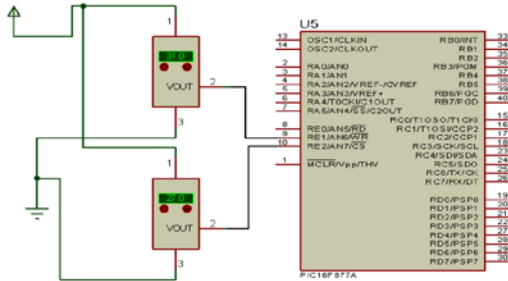 U5
1
31.0
VOUT
2
3
1
27.0
VOUT
2
3
13 OSC1/CLKIN
14 OSC2/CLKOUT
2 RA0/AN0
3 RA1/AN1
4 RA2/AN2/VREF-/CVREF
5 RA3/AN3/VREF+
6 RA4/T0CKI/C1OUT
7 RA5/AN4/SS/C2OUT
8 RE0/AN5/RD
9 RE1/AN6/WR
10 RE2/AN7/CS
1 MCLR/Vpp/THV
RB0/INT 33
RB1 34
RB2 35
RB3/PGM 36
RB4 37
RB5 38
RB6/PGC 39
RB7/PGD 40
RC0/T1OSO/T1CKI 15
RC1/T1OSI/CCP2 16
RC2/CCP1 17
RC3/SCK/SCL 18
RC4/SDI/SDA 23
RC5/SDO 24
RC6/TX/CK 25
RC7/RX/DT 26
RD0/PSP0 19
RD1/PSP1 20
RD2/PSP2 21
RD3/PSP3 22
RD4/PSP4 27
RD5/PSP5 28
RD6/PSP6 29
RD7/PSP7 30
PIC16F877A